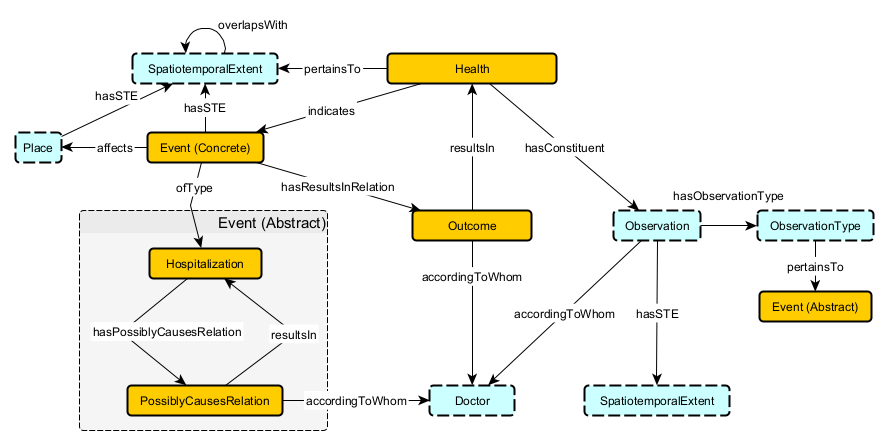 overlapsWith
SpatiotemporalExtent
pertainsTo
Health
hasSTE
hasSTE
indicates
Place
affects
Event (Concrete)
resultsIn
hasConstituent
ofType
hasResultsInRelation
hasObservationType
Event (Abstract)
Outcome
Observation
ObservationType
Hospitalization
accordingToWhom
pertainsTo
Event (Abstract)
hasPossiblyCausesRelation
resultsIn
accordingToWhom
hasSTE
PossiblyCausesRelation
accordingToWhom
Doctor
SpatiotemporalExtent